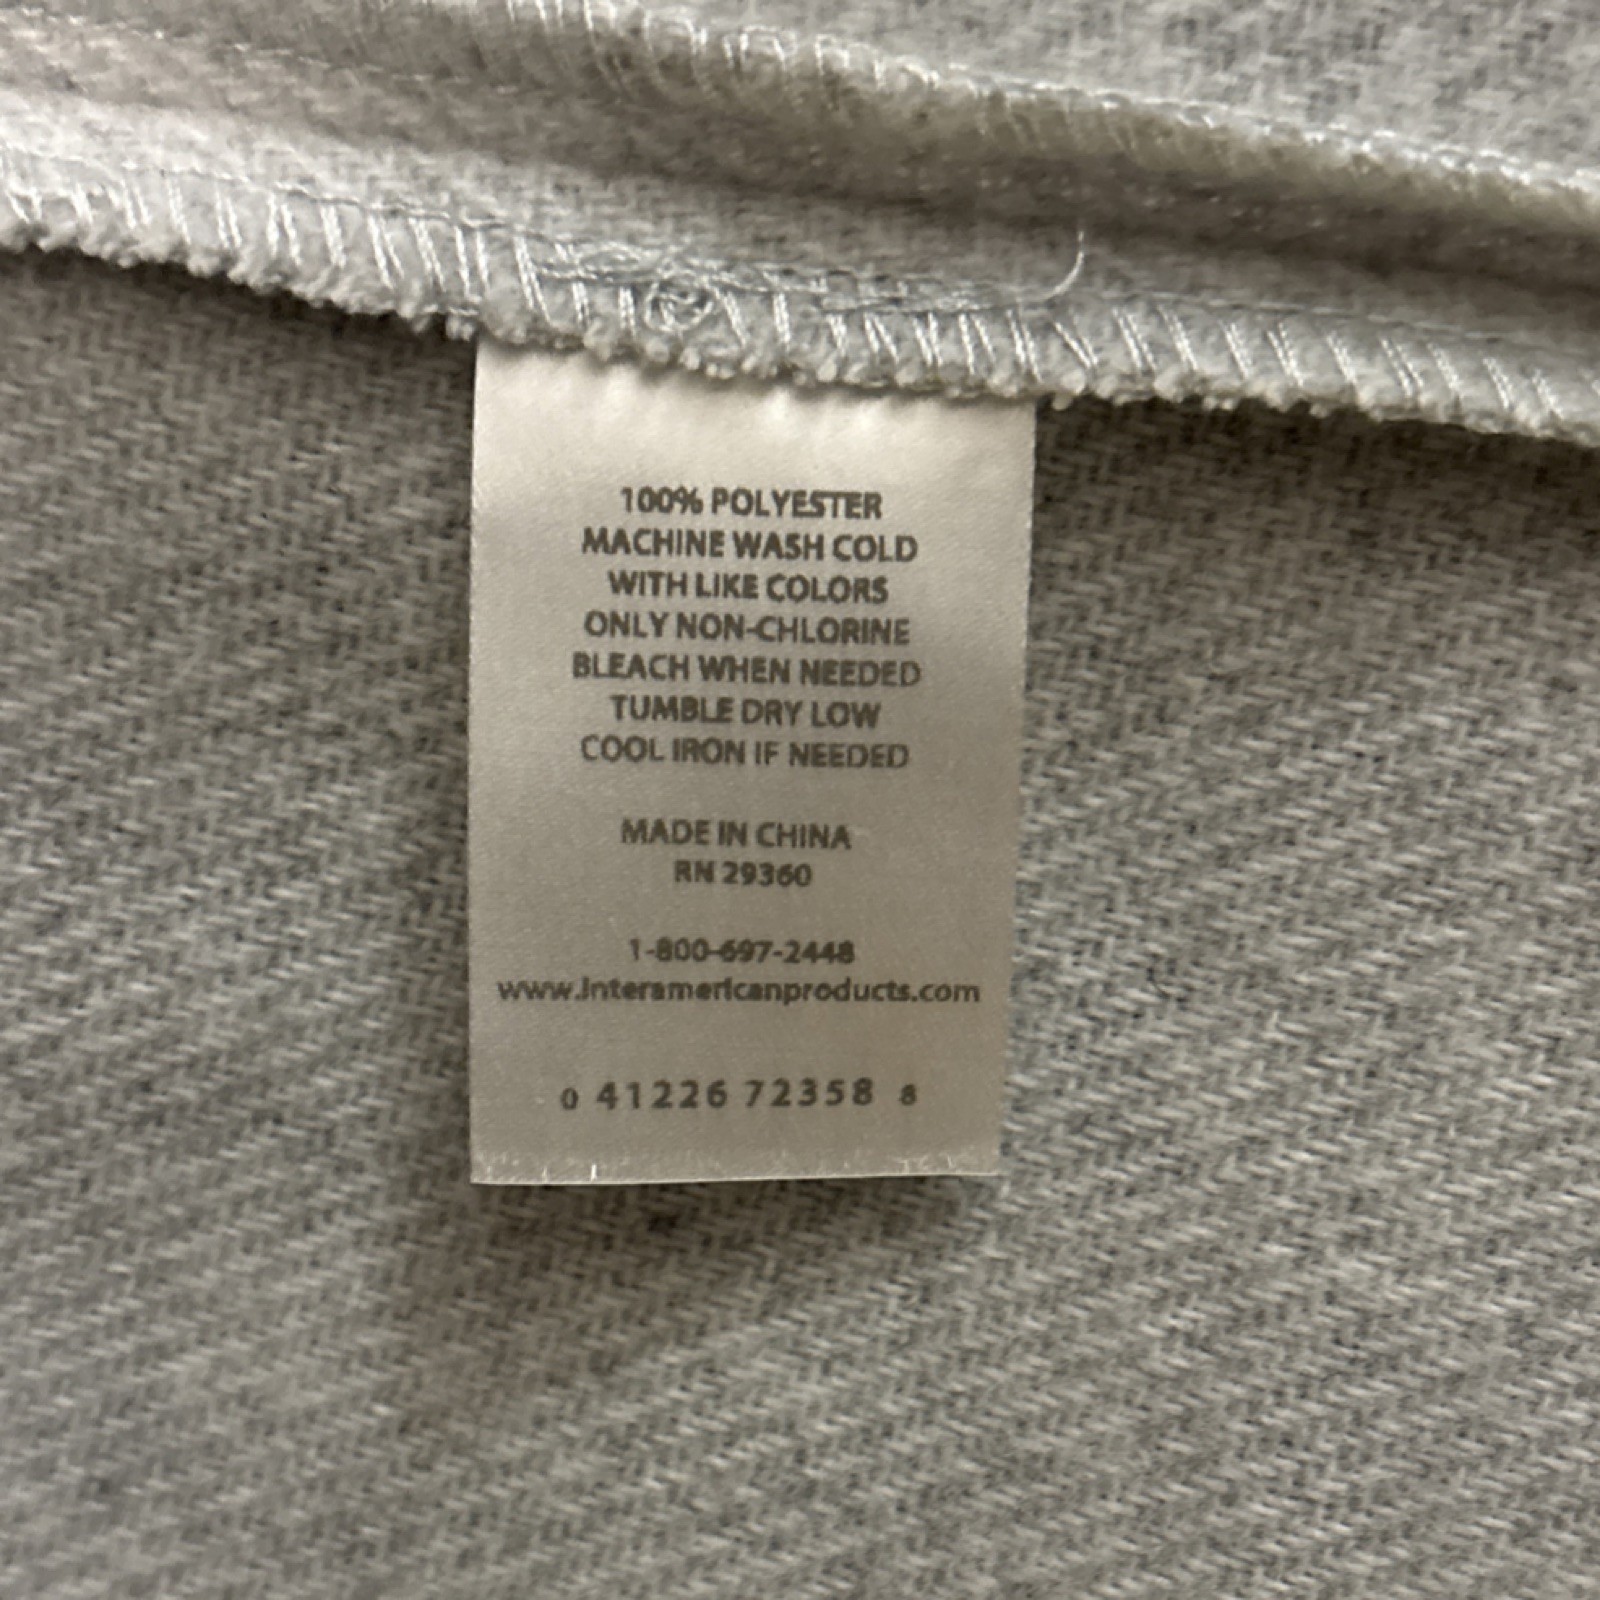 100% POLYESTER
MACHINE WASH COLD
WITH LIKE COLORS
ONLY NON-CHLORINE
BLEACH WHEN NEEDED
TUMBLE DRY LOW
COOL IRON IF NEEDED
MADE IN CHINA
RN 29360
1-800-697-2448
www.interamericanproducts.com
0 41226 72358 8